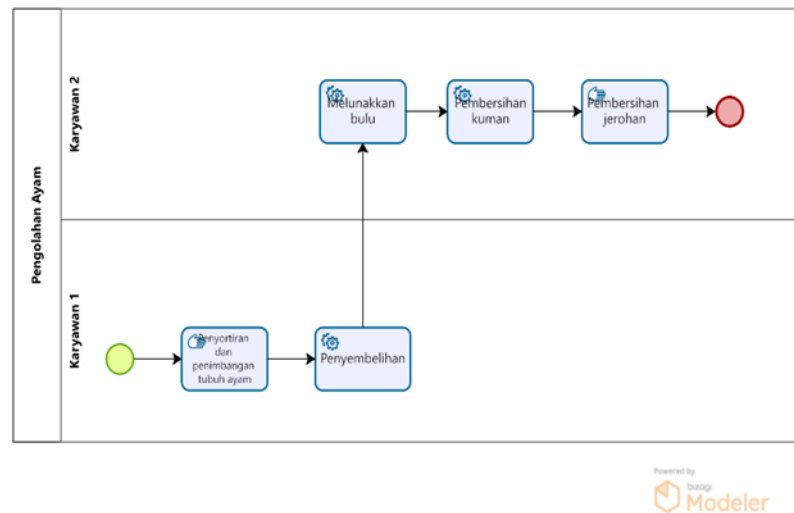 Pengolahan Ayam
Karyawan 2
Melunakkan
bulu
Pembersihan
kuman
Pembersihan
jerohan
Karyawan 1
Penyortiran
dan
penimbangan
tubuh ayam
Penyembelihan
Powered by
bizagi
Modeler